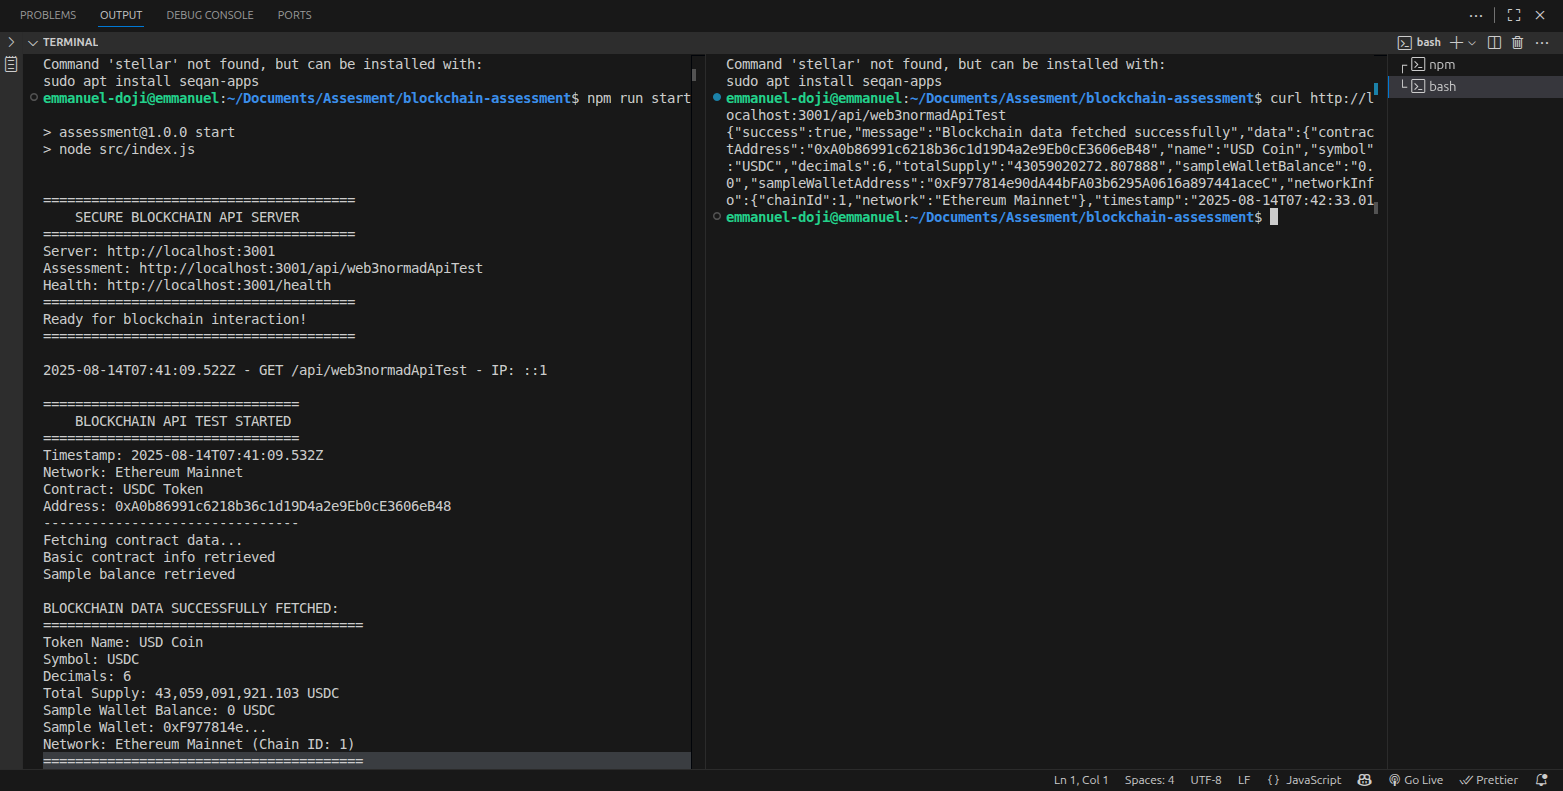 PROBLEMS OUTPUT DEBUG CONSOLE PORTS
TERMINAL
bash
Command 'stellar' not found, but can be installed with:
sudo apt install seqan-apps
emmanuel-doji@emmanuel:~/Documents/Assesment/blockchain-assessment$ npm run start
> assessment@1.0.0 start
> node src/index.js
=======================================
SECURE BLOCKCHAIN API SERVER
=======================================
Server: http://localhost:3001
Assessment: http://localhost:3001/api/web3normadApiTest
Health: http://localhost:3001/health
=======================================
Ready for blockchain interaction!
=======================================
2025-08-14T07:41:09.522Z - GET /api/web3normadApiTest - IP: ::1
================================
BLOCKCHAIN API TEST STARTED
================================
Timestamp: 2025-08-14T07:41:09.532Z
Network: Ethereum Mainnet
Contract: USDC Token
Address: 0xA0b86991c6218b36c1d19D4a2e9Eb0cE3606eB48
--------------------------------
Fetching contract data...
Basic contract info retrieved
Sample balance retrieved
BLOCKCHAIN DATA SUCCESSFULLY FETCHED:
========================================
Token Name: USD Coin
Symbol: USDC
Decimals: 6
Total Supply: 43,059,091,921.103 USDC
Sample Wallet Balance: 0 USDC
Sample Wallet: 0xF977814e...
Network: Ethereum Mainnet (Chain ID: 1)
========================================
Command 'stellar' not found, but can be installed with:
sudo apt install seqan-apps
emmanuel-doji@emmanuel:~/Documents/Assesment/blockchain-assessment$ curl http://l
ocalhost:3001/api/web3normadApiTest
{"success":true,"message":"Blockchain data fetched successfully","data":{"contrac
tAddress":"0xA0b86991c6218b36c1d19D4a2e9Eb0cE3606eB48","name":"USD Coin","symbol"
:"USDC","decimals":6,"totalSupply":"43059020272.807888","sampleWalletBalance":"0.
0","sampleWalletAddress":"0xF977814e90dA44bFA03b6295A0616a897441aceC","networkInf
o":{"chainId":1,"network":"Ethereum Mainnet"},"timestamp":"2025-08-14T07:42:33.01
emmanuel-doji@emmanuel:~/Documents/Assesment/blockchain-assessment$
npm
bash
Ln 1, Col 1 Spaces: 4 UTF-8 LF {} JavaScript Go Live Prettier